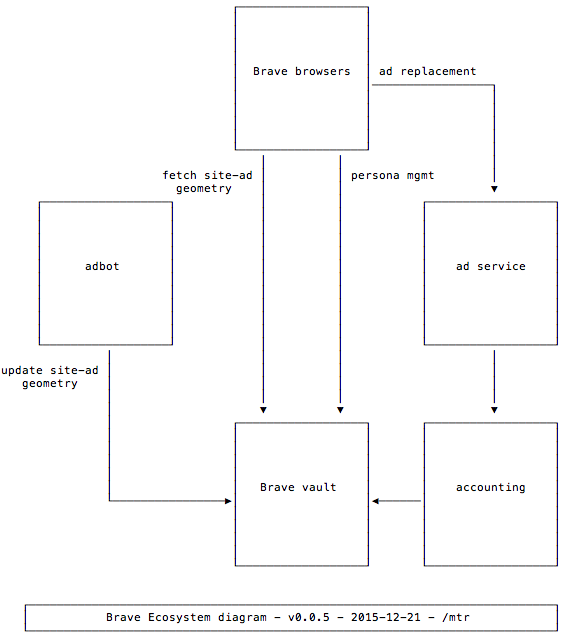 Brave browsers
ad replacement
fetch site-ad
geometry
persona mgmt
adbot
ad service
update site-ad
geometry
Brave vault
accounting
Brave Ecosystem diagram - v0.0.5 - 2015-12-21 - /mtr